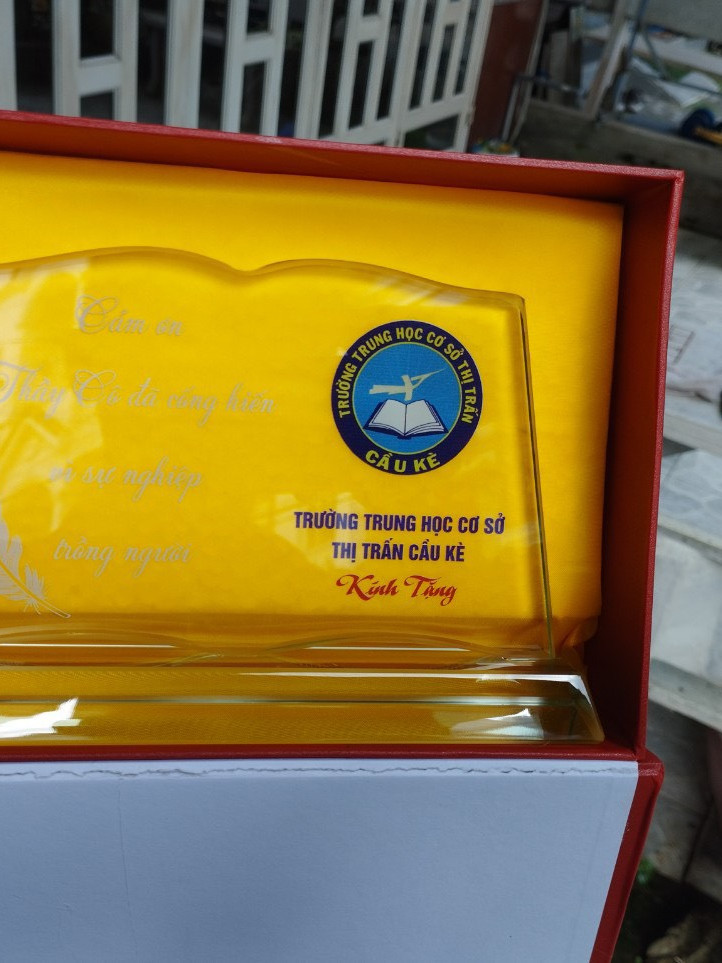 Cảm ơn
Thầy Cô đã cống hiến
sự nghiệp
trồng người
TRƯỜNG TRUNG HỌC CƠ SỞ THỊ TRẤN
CẦU KÈ
TRƯỜNG TRUNG HỌC CƠ SỞ
THỊ TRẤN CẦU KÈ
Kính Tặng